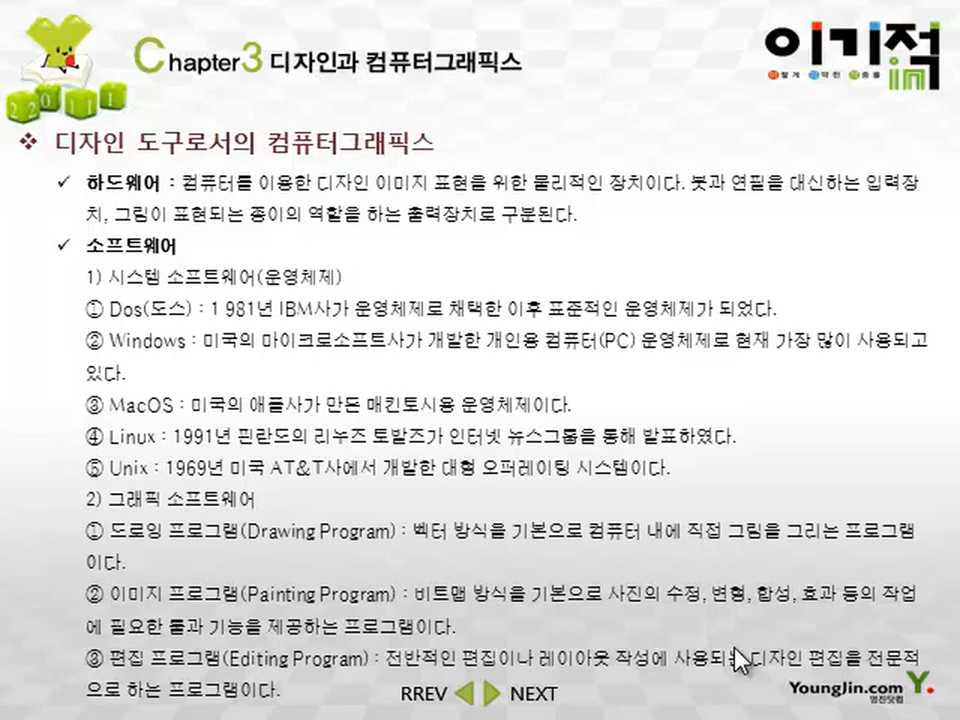 Chapter3 디자인과 컴퓨터그래픽스
이기적in
2011
❖ 디자인 도구로서의 컴퓨터그래픽스
✓ 하드웨어 : 컴퓨터를 이용한 디자인 이미지 표현을 위한 물리적인 장치이다. 붓과 연필을 대신하는 입력장
치, 그림이 표현되는 종이의 역할을 하는 출력장치로 구분된다.
✓ 소프트웨어
1) 시스템 소프트웨어(운영체제)
① Dos(도스) : 1 981년 IBM사가 운영체제로 채택한 이후 표준적인 운영체제가 되었다.
② Windows : 미국의 마이크로소프트사가 개발한 개인용 컴퓨터(PC) 운영체제로 현재 가장 많이 사용되고
있다.
③ MacOS : 미국의 애플사가 만든 매킨토시용 운영체제이다.
④ Linux : 1991년 핀란드의 리누즈 토발즈가 인터넷 뉴스그룹을 통해 발표하였다.
⑤ Unix : 1969년 미국 AT&T사에서 개발한 대형 오퍼레이팅 시스템이다.
2) 그래픽 소프트웨어
① 드로잉 프로그램(Drawing Program) : 벡터 방식을 기본으로 컴퓨터 내에 직접 그림을 그리는 프로그램
이다.
② 이미지 프로그램(Painting Program) : 비트맵 방식을 기본으로 사진의 수정, 변형, 합성, 효과 등의 작업
에 필요한 툴과 기능을 제공하는 프로그램이다.
③ 편집 프로그램(Editing Program) : 전반적인 편집이나 레이아웃 작성에 사용되는 디자인 편집을 전문적
으로 하는 프로그램이다.
RREV NEXT
YoungJin.com Y.
영진닷컴